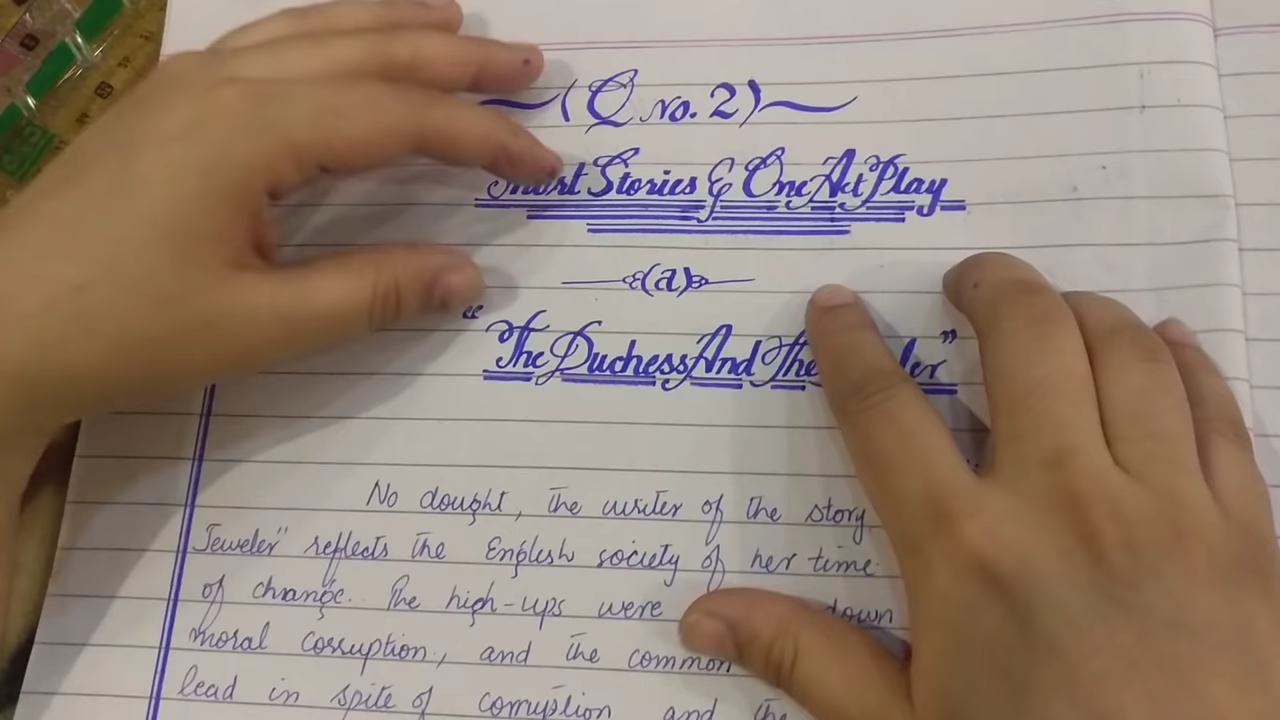 (Q no. 2)
Short Stories & One Act Play
(a)
"The Duchess And The
No dought, the writer of the story
Jeweler" reflects the English society of her time
of change. The high-ups were down
moral corruption, and the common
lead in spite of corruption and the